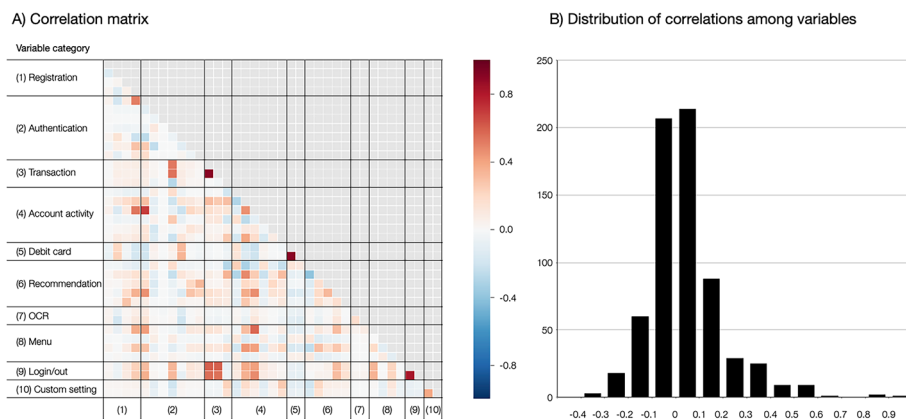 A) Correlation matrix
Variable category
(1) Registration
(2) Authentication
(3) Transaction
(4) Account activity
(5) Debit card
(6) Recommendation
(7) OCR
(8) Menu
(9) Login/out
(10) Custom setting
(1) (2) (3) (4) (5) (6) (7) (8) (9) (10)
0.8
0.4
0.0
-0.4
-0.8
B) Distribution of correlations among variables
250
200
150
100
50
0
-0.4 -0.3 -0.2 -0.1 0 0.1 0.2 0.3 0.4 0.5 0.6 0.7 0.8 0.9